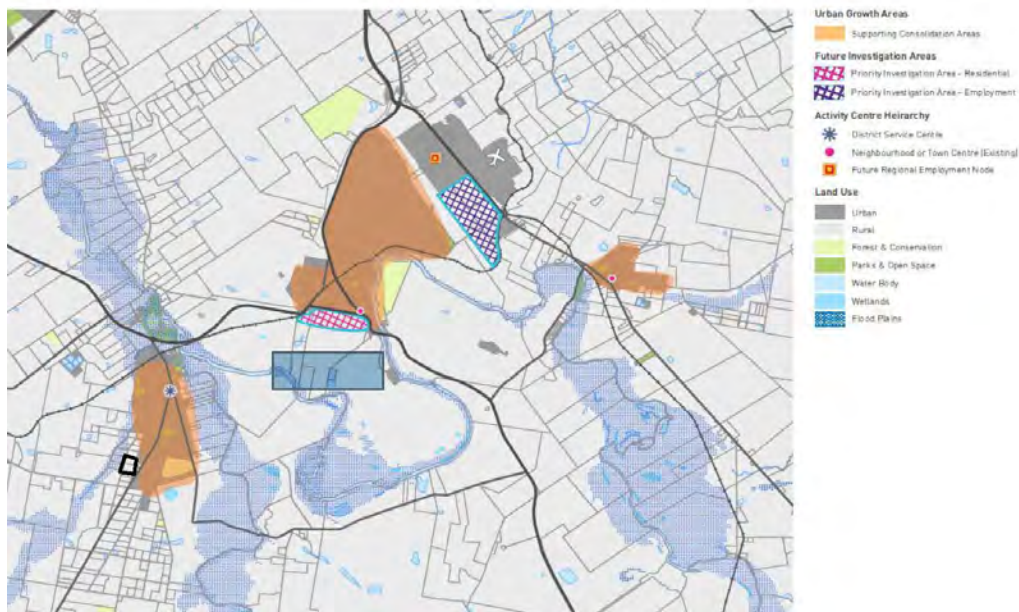 Urban Growth Areas
Supporting Consolidation Areas
Future Investigation Areas
Priority Investigation Area - Residential
Priority Investigation Area - Employment
Activity Centre Heirarchy
District Service Centre
Neighbourhood or Town Centre (Existing)
Future Regional Employment Node
Land Use
Urban
Rural
Forest & Conservation
Parks & Open Space
Water Body
Wetlands
Flood Plains